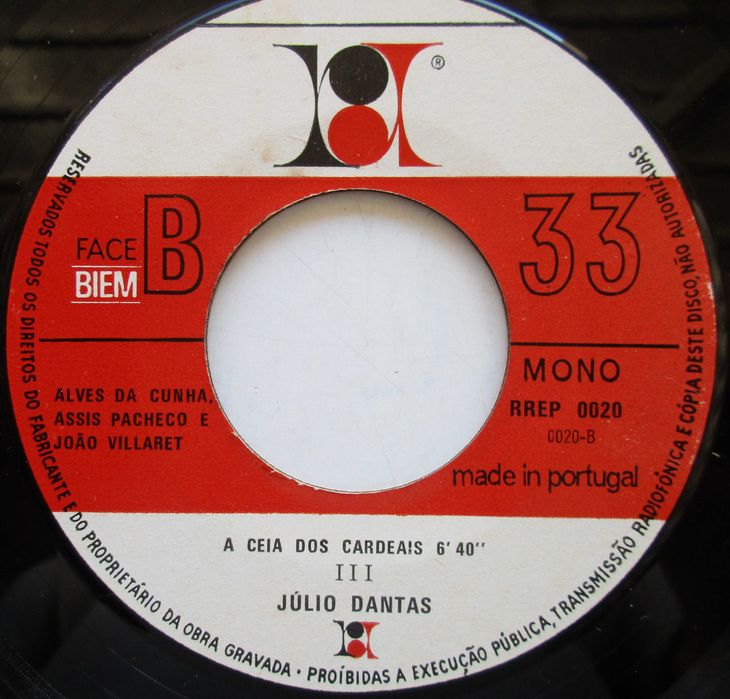 ®
FACE B
BIEM
33
MONO
RREP 0020
0020-B
made in portugal
ALVES DA CUNHA,
ASSIS PACHECO E
JOÃO VILLARET
A CEIA DOS CARDEAIS 6' 40''
III
JÚLIO DANTAS
RESERVADOS TODOS OS DIREITOS DO FABRICANTE E DO PROPRIETÁRIO DA OBRA GRAVADA • PROÍBIDAS A EXECUÇÃO PÚBLICA, TRANSMISSÃO RADIOFÓNICA E CÓPIA DESTE DISCO, NÃO AUTORIZADAS